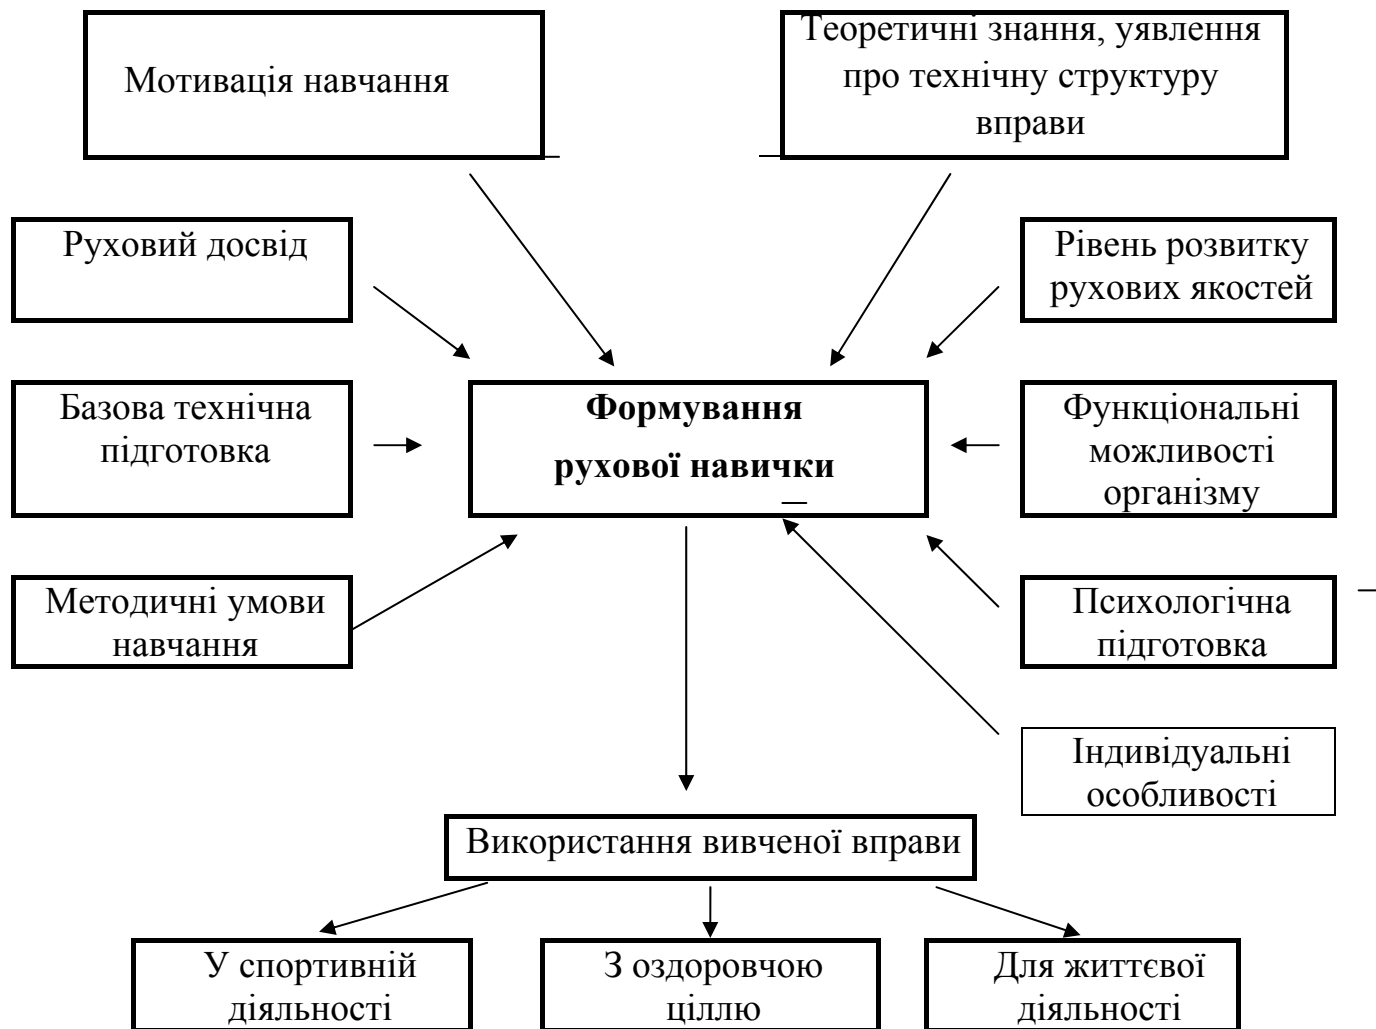 Мотивація навчання
Теоретичні знання, уявлення
про технічну структуру
вправи
Руховий досвід
Рівень розвитку
рухових якостей
Базова технічна
підготовка
Формування
рухової навички
Функціональні
можливості
організму
Методичні умови
навчання
Психологічна
підготовка
Індивідуальні
особливості
Використання вивченої вправи
У спортивній
діяльності
З оздоровчою
ціллю
Для життєвої
діяльності